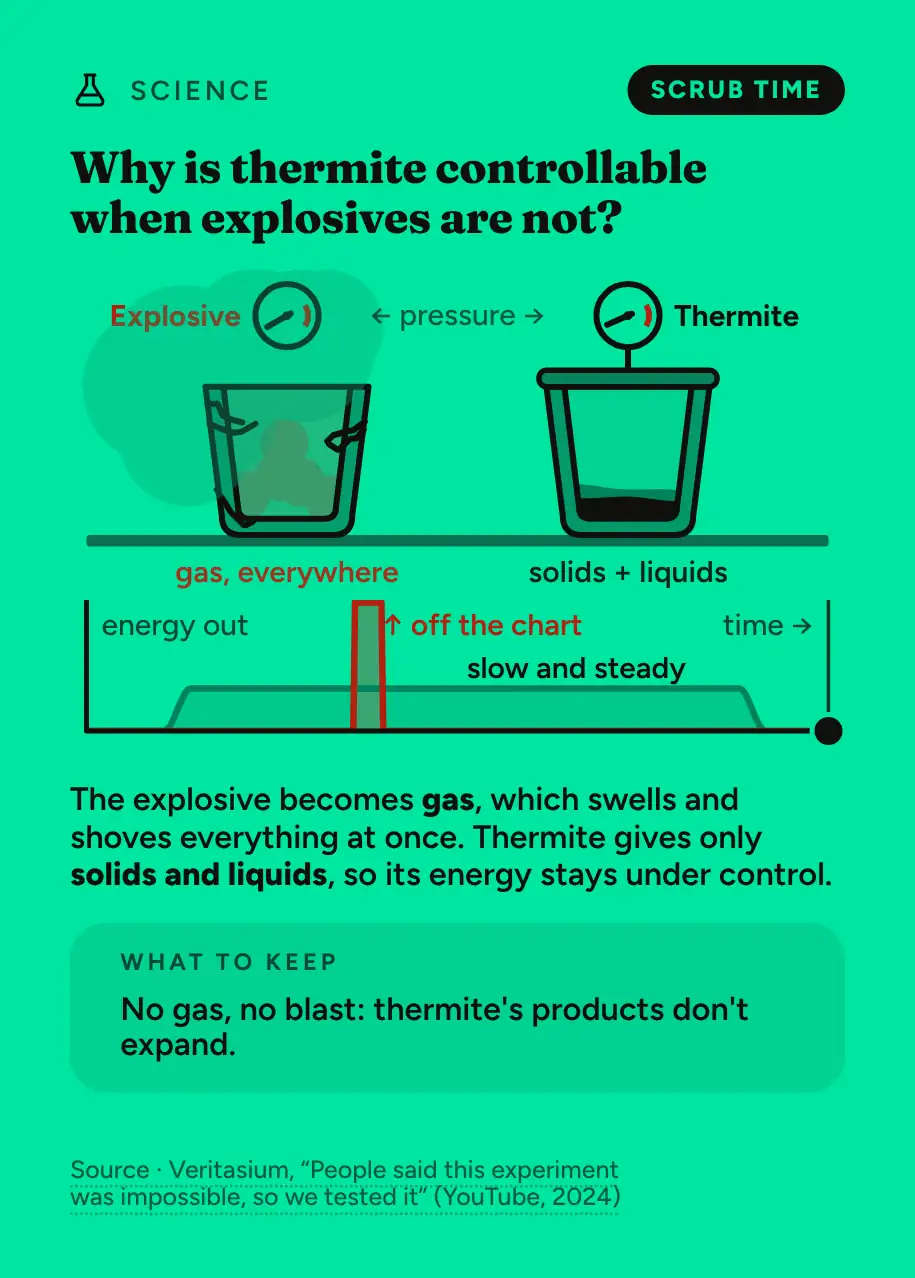 SCIENCE
SCRUB TIME
Why is thermite controllable
when explosives are not?
Explosive
← pressure →
Thermite
gas, everywhere
solids + liquids
energy out
↑ off the chart
time →
slow and steady
The explosive becomes gas, which swells and
shoves everything at once. Thermite gives only
solids and liquids, so its energy stays under control.
WHAT TO KEEP
No gas, no blast: thermite's products don't
expand.
Source · Veritasium, “People said this experiment
was impossible, so we tested it” (YouTube, 2024)